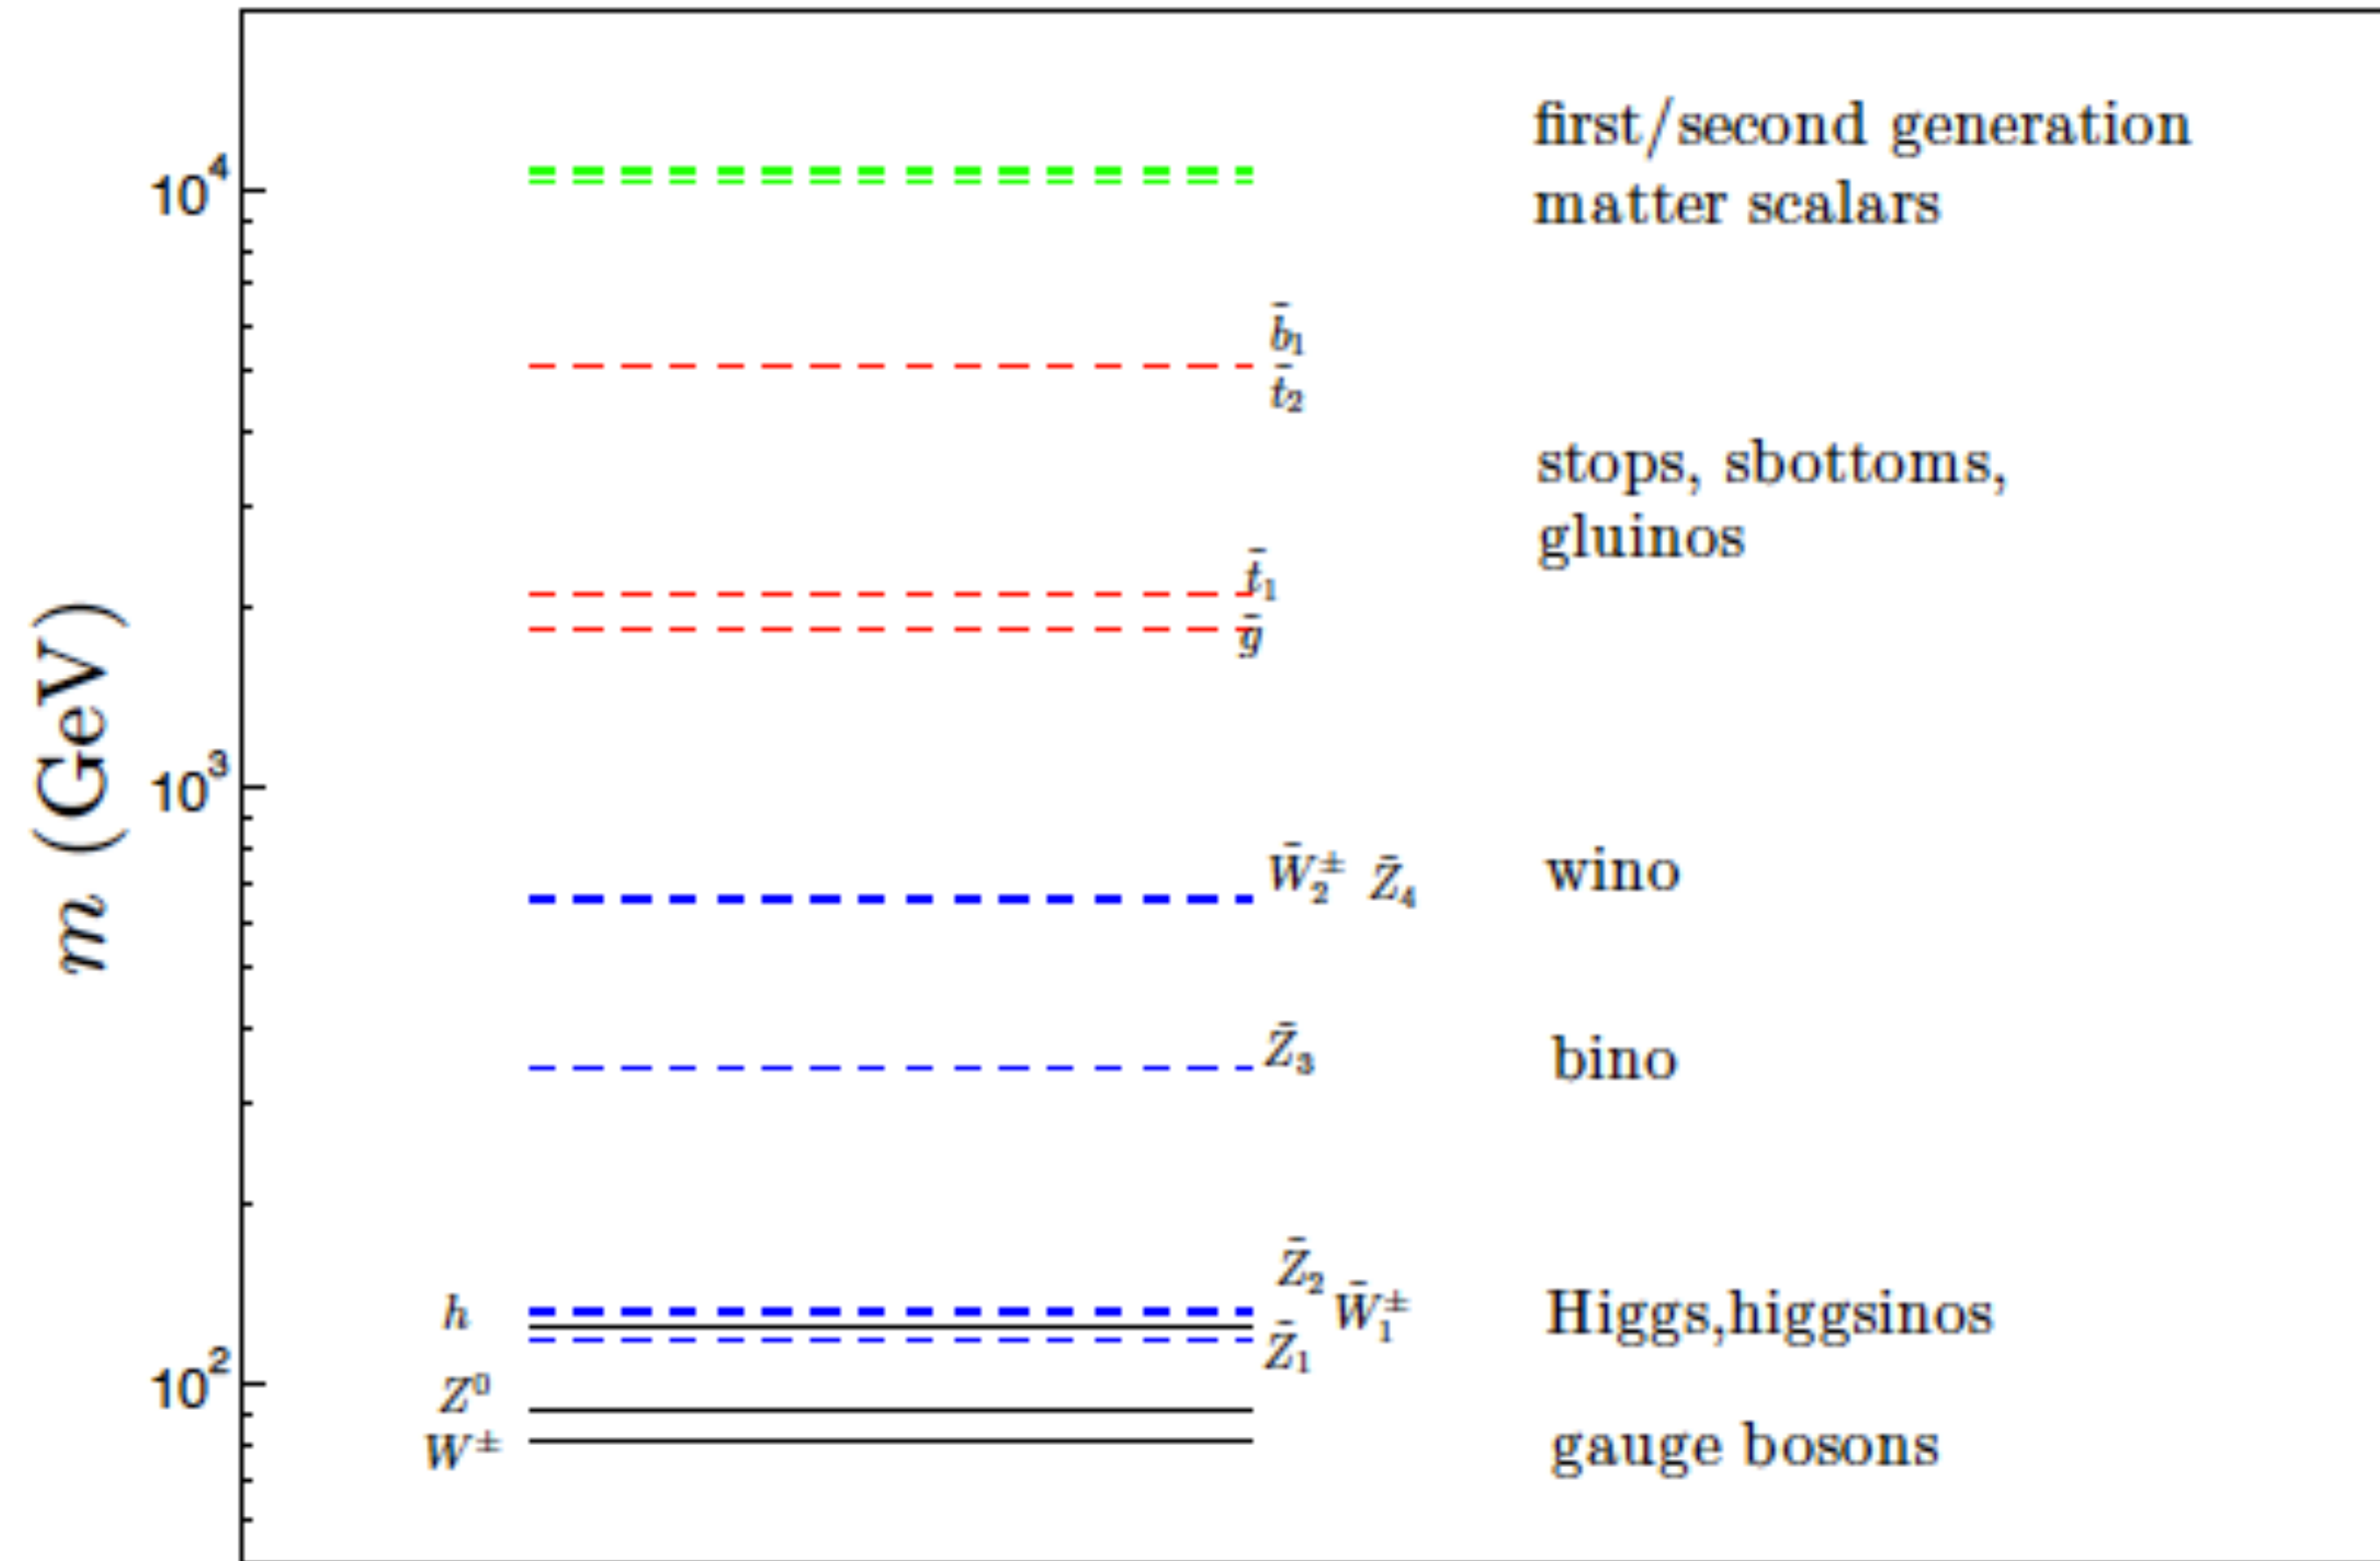 first/second generation
10⁴
matter scalars
b̃₁
t̃₂
stops, sbottoms,
gluinos
t̃₁
g̃
m (GeV)
10³
W̃₂± Z̃₄ wino
Z̃₃ bino
Z̃₂
h W̃₁± Higgs,higgsinos
Z̃₁
10²
Z⁰
W± gauge bosons